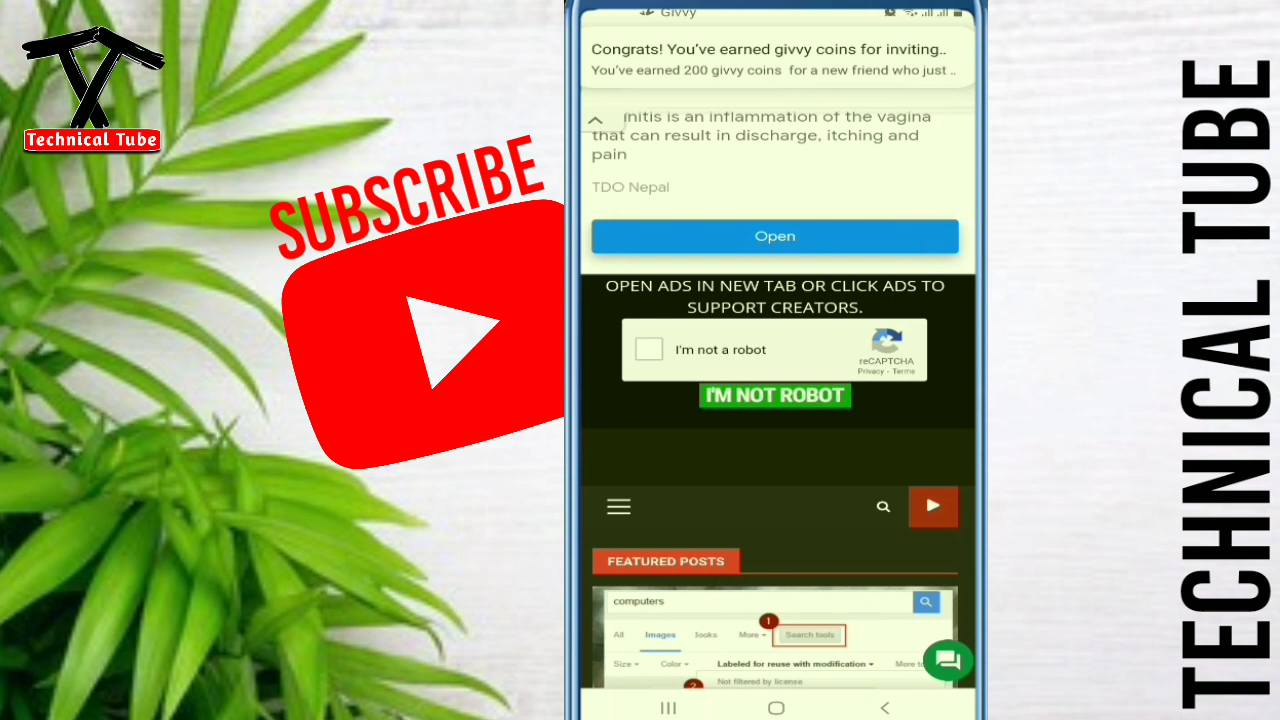 Technical Tube
SUBSCRIBE
Givvy
Congrats! You've earned givvy coins for inviting..
You've earned 200 givvy coins for a new friend who just ..
initis is an inflammation of the vagina
that can result in discharge, itching and
pain
TDO Nepal
Open
OPEN ADS IN NEW TAB OR CLICK ADS TO
SUPPORT CREATORS.
I'm not a robot
reCAPTCHA
Privacy - Terms
I'M NOT ROBOT
FEATURED POSTS
computers
1
All Images More Search tools
Size Color Labeled for reuse with modification More to
2 Not filtered by license
TECHNICAL TUBE